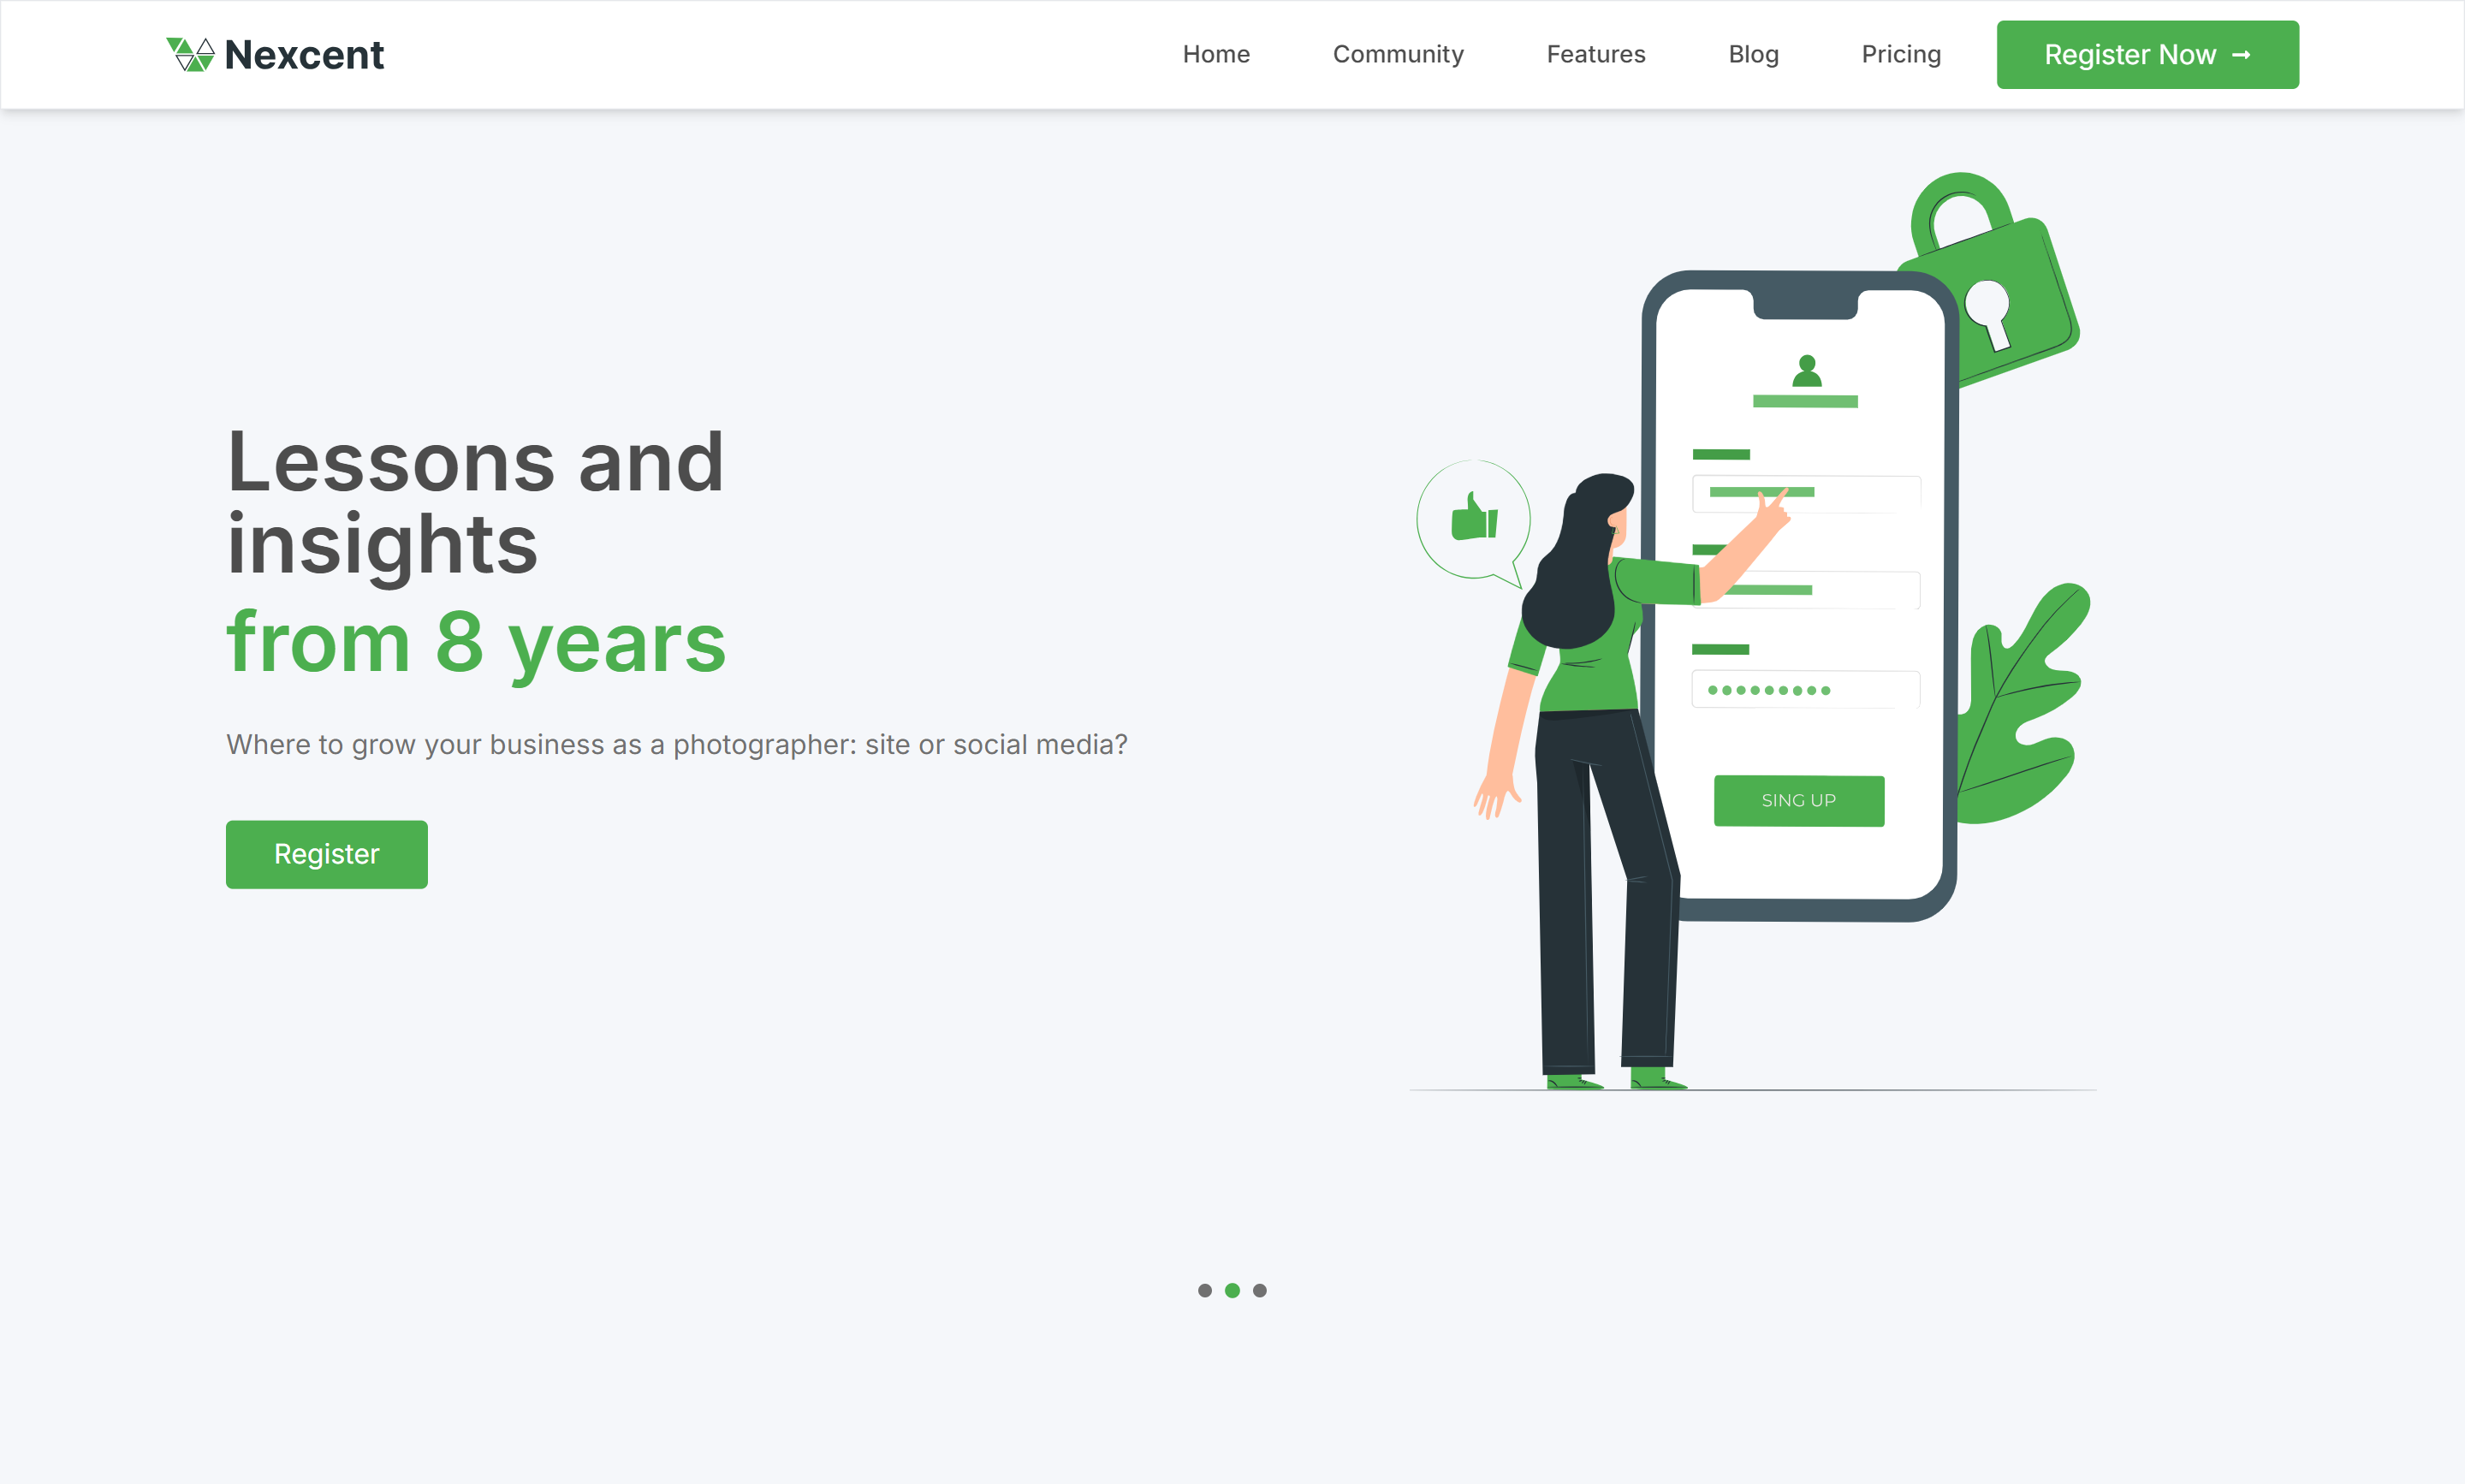 Nexcent
Home Community Features Blog Pricing Register Now →
Lessons and
insights
from 8 years
Where to grow your business as a photographer: site or social media?
Register
SING UP